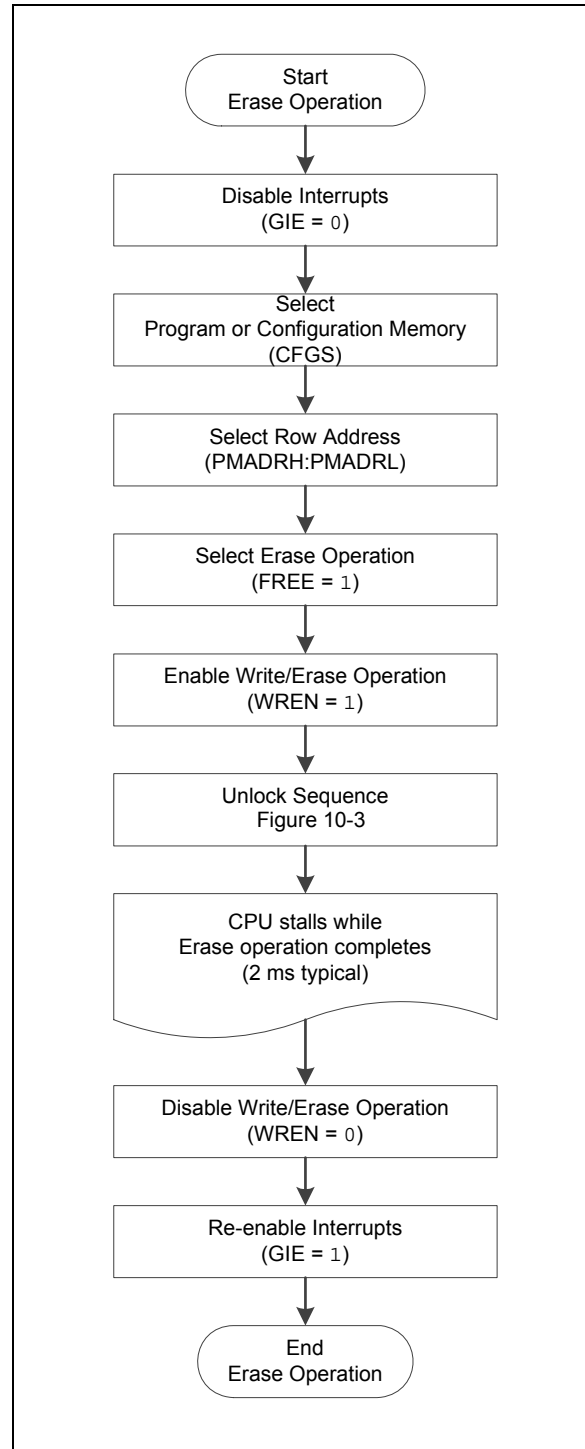 Start
Erase Operation
Disable Interrupts
(GIE = 0)
Select
Program or Configuration Memory
(CFGS)
Select Row Address
(PMADRH:PMADRL)
Select Erase Operation
(FREE = 1)
Enable Write/Erase Operation
(WREN = 1)
Unlock Sequence
Figure 10-3
CPU stalls while
Erase operation completes
(2 ms typical)
Disable Write/Erase Operation
(WREN = 0)
Re-enable Interrupts
(GIE = 1)
End
Erase Operation